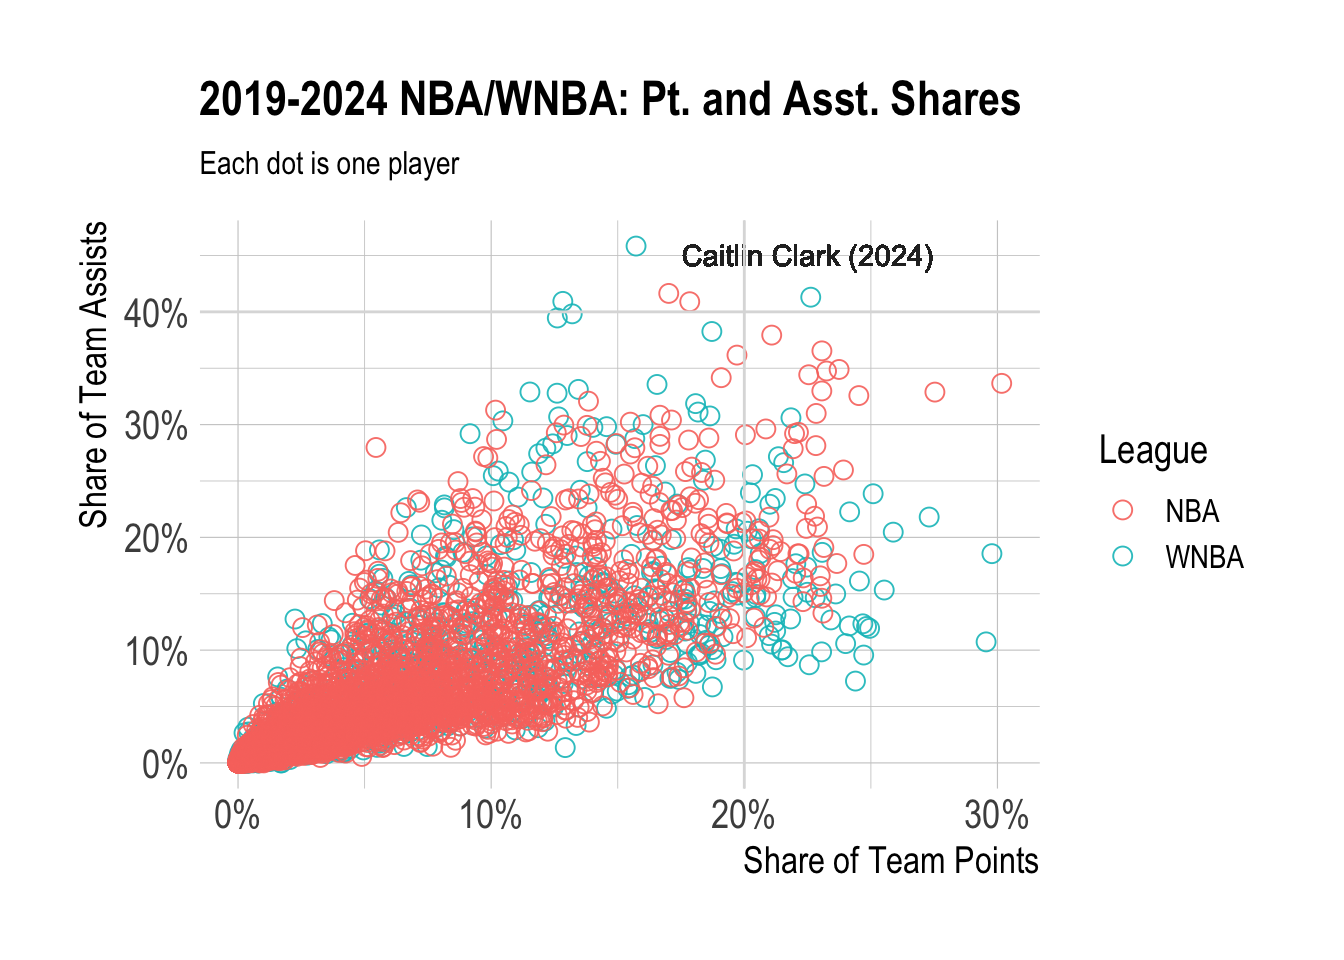 2019-2024 NBA/WNBA: Pt. and Asst. Shares
Each dot is one player
Share of Team Assists
40%
30%
20%
10%
0%
Caitlin Clark (2024)
0%
10%
20%
30%
Share of Team Points
League
NBA
WNBA